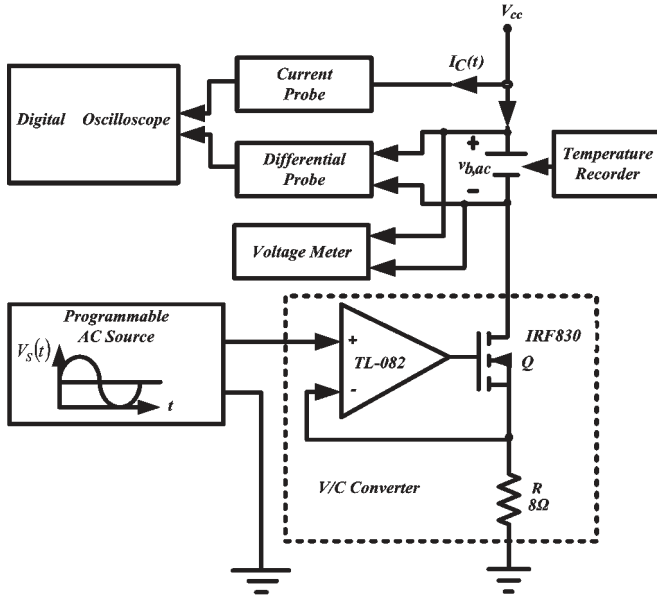 Vcc
IC(t)
Current
Probe
Digital Oscilloscope
Differential
Probe
+
vb,ac
-
Temperature
Recorder
Voltage Meter
Programmable
AC Source
VS(t)
t
+
TL-082
-
IRF830
Q
V/C Converter
R
8Ω